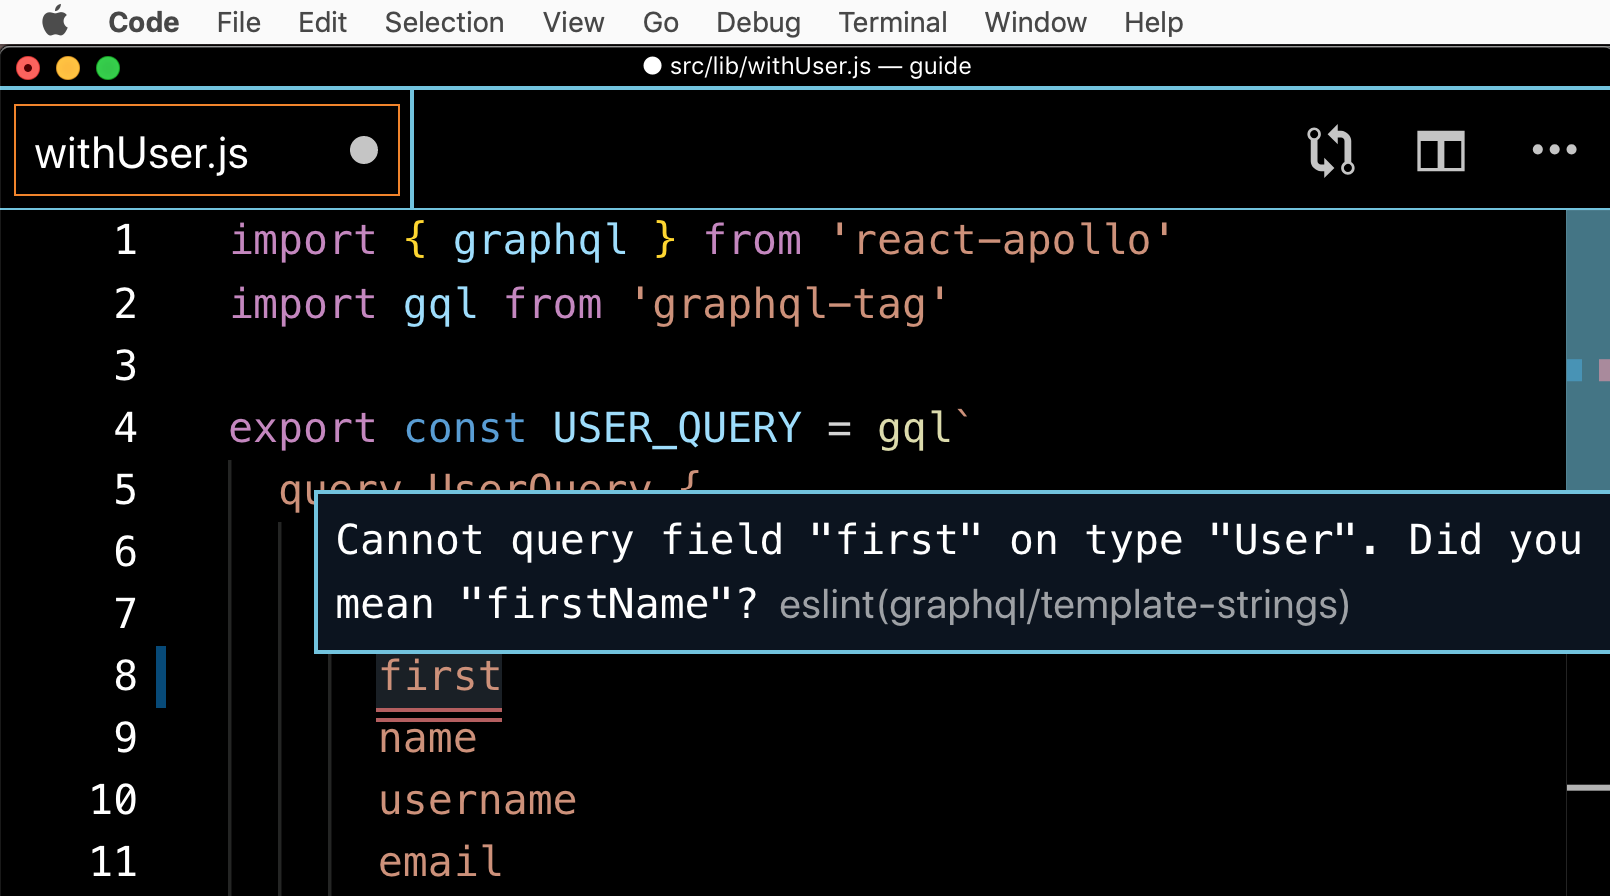 Code File Edit Selection View Go Debug Terminal Window Help
src/lib/withUser.js — guide
withUser.js
1 import { graphql } from 'react-apollo'
2 import gql from 'graphql-tag'
3
4 export const USER_QUERY = gql`
5 query UserQuery {
6
Cannot query field "first" on type "User". Did you
mean "firstName"? eslint(graphql/template-strings)
7
8 first
9 name
10 username
11 email